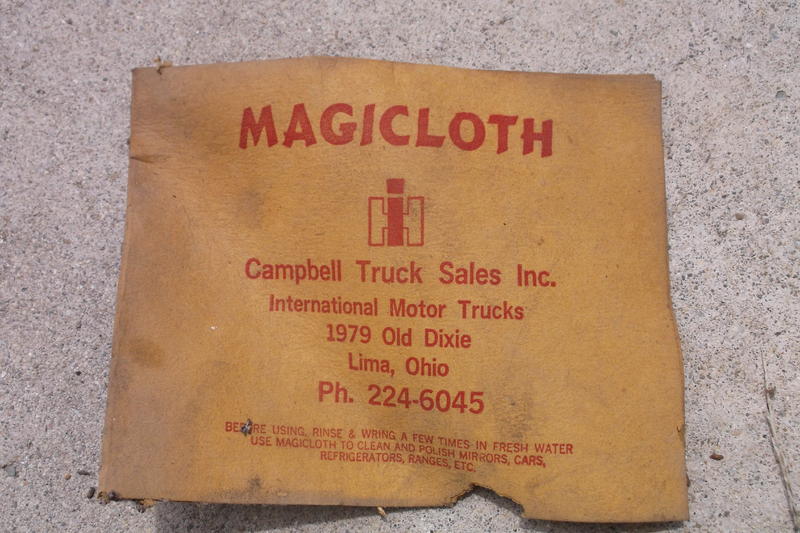 MAGICLOTH
IH
Campbell Truck Sales Inc.
International Motor Trucks
1979 Old Dixie
Lima, Ohio
Ph. 224-6045
BEFORE USING, RINSE & WRING A FEW TIMES IN FRESH WATER
USE MAGICLOTH TO CLEAN AND POLISH MIRRORS, CARS,
REFRIGERATORS, RANGES, ETC.